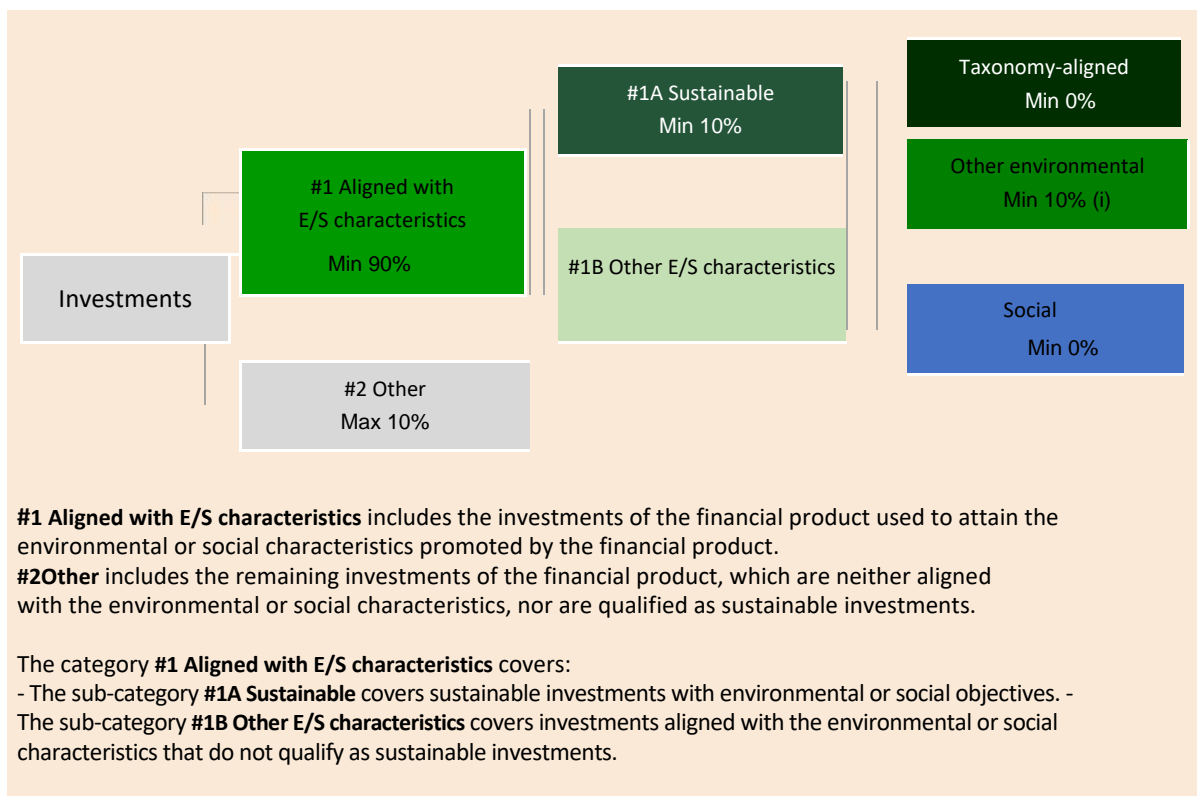 Investments
#1 Aligned with
E/S characteristics
Min 90%
#2 Other
Max 10%
#1A Sustainable
Min 10%
#1B Other E/S characteristics
Taxonomy-aligned
Min 0%
Other environmental
Min 10% (i)
Social
Min 0%
#1 Aligned with E/S characteristics includes the investments of the financial product used to attain the
environmental or social characteristics promoted by the financial product.
#2Other includes the remaining investments of the financial product, which are neither aligned
with the environmental or social characteristics, nor are qualified as sustainable investments.
The category #1 Aligned with E/S characteristics covers:
- The sub-category #1A Sustainable covers sustainable investments with environmental or social objectives. -
The sub-category #1B Other E/S characteristics covers investments aligned with the environmental or social
characteristics that do not qualify as sustainable investments.